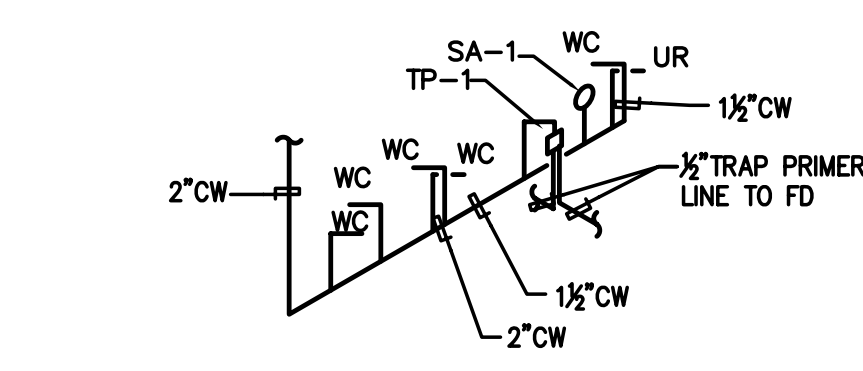 SA-1
WC
UR
TP-1
1½"CW
WC
WC
½"TRAP PRIMER
LINE TO FD
WC
2"CW
WC
1½"CW
2"CW